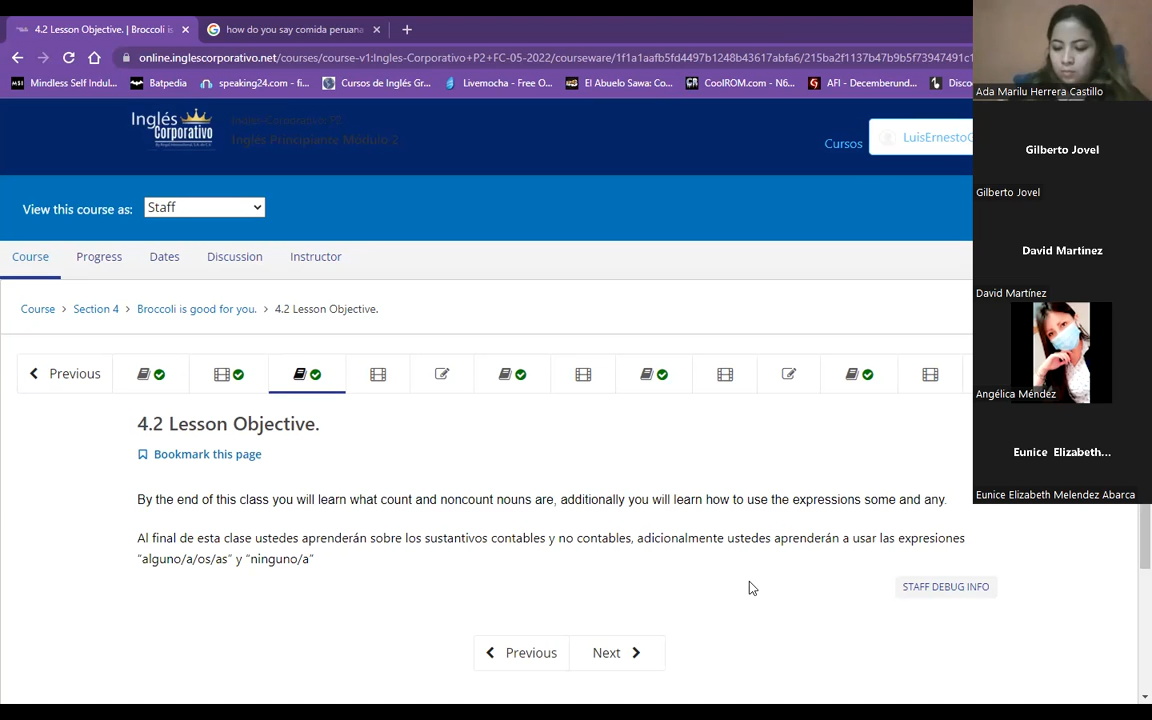 4.2 Lesson Objective. | Broccoli is
how do you say comida peruana
online.inglescorporativo.net/courses/course-v1:Ingles-Corporativo+P2+FC-05-2022/courseware/1f1a1aafb5fd4497b1248b43617abfa6/215ba2f1137b47b9b5f73947491c1
Mindless Self Indul...
Batpedia
speaking24.com - fi...
Cursos de Inglés Gr...
Livemocha - Free O...
El Abuelo Sawa: Co...
CoolROM.com - N6...
AFI - Decemberund...
Disco
Inglés
Corporativo
Inglés Principiante Módulo 2
Cursos
LuisErnestoG
View this course as:
Staff
Course
Progress
Dates
Discussion
Instructor
Course > Section 4 > Broccoli is good for you. > 4.2 Lesson Objective.
Previous
4.2 Lesson Objective.
Bookmark this page
By the end of this class you will learn what count and noncount nouns are, additionally you will learn how to use the expressions some and any.
Al final de esta clase ustedes aprenderán sobre los sustantivos contables y no contables, adicionalmente ustedes aprenderán a usar las expresiones
“alguno/a/os/as” y “ninguno/a”
STAFF DEBUG INFO
Previous
Next
Ada Marilu Herrera Castillo
Gilberto Jovel
Gilberto Jovel
David Martínez
David Martínez
Angélica Méndez
Eunice Elizabeth...
Eunice Elizabeth Melendez Abarca